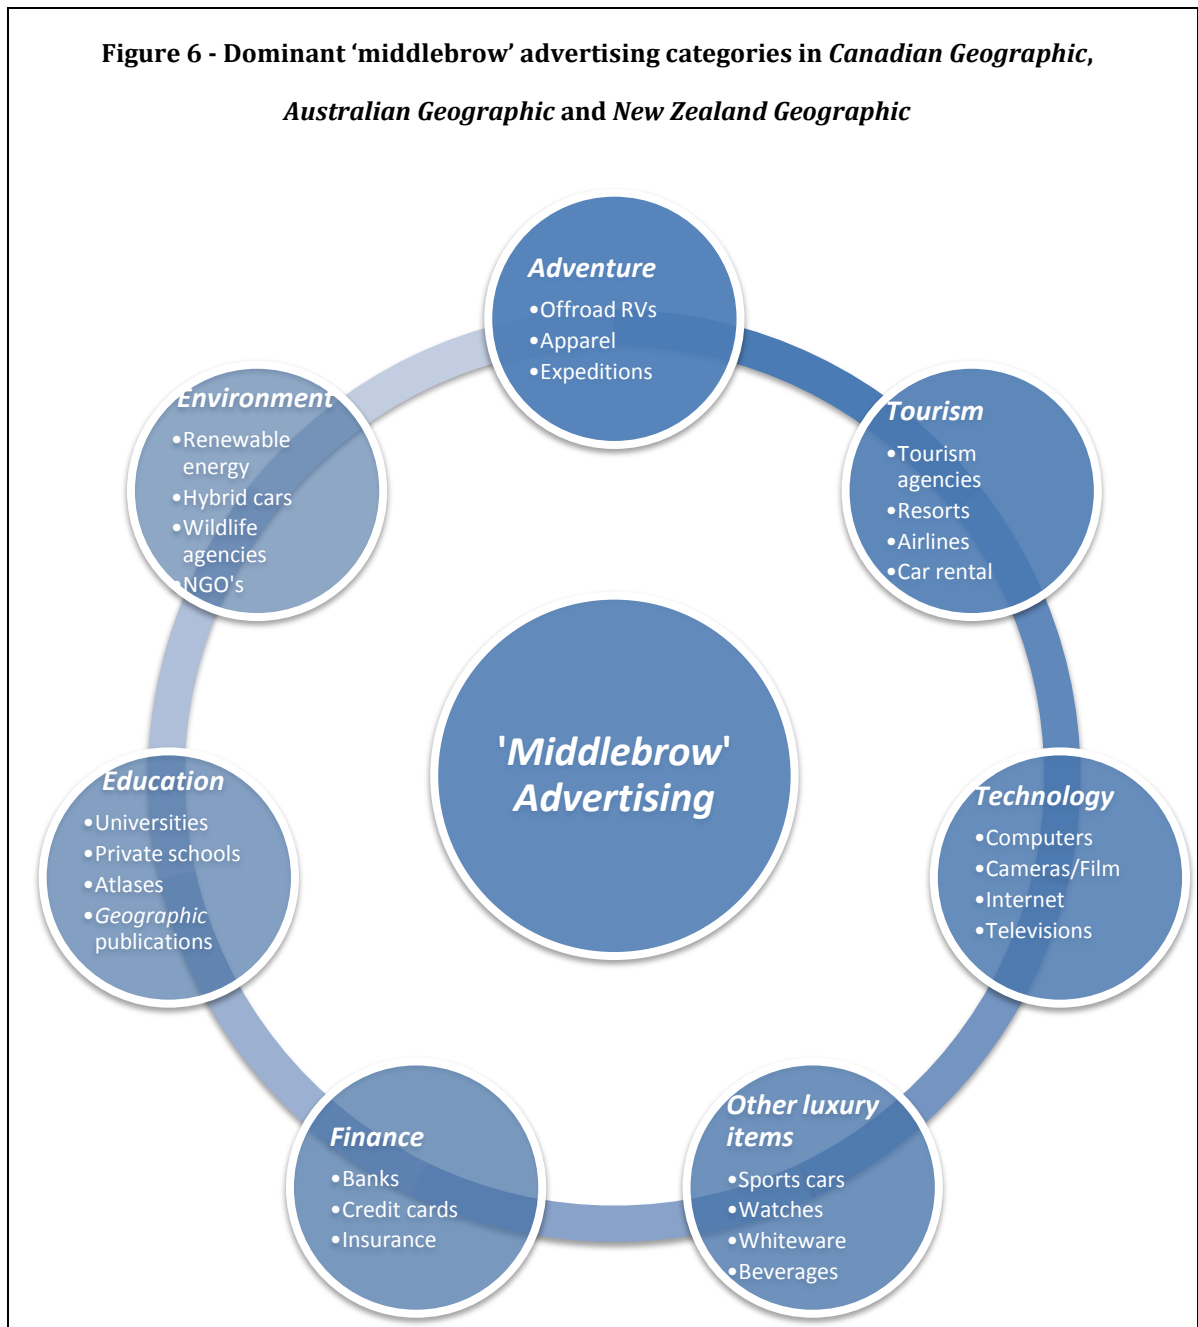 Figure 6 - Dominant ‘middlebrow’ advertising categories in Canadian Geographic,
Australian Geographic and New Zealand Geographic
Adventure
•Offroad RVs
•Apparel
•Expeditions
Tourism
•Tourism
agencies
•Resorts
•Airlines
•Car rental
Technology
•Computers
•Cameras/Film
•Internet
•Televisions
Other luxury
items
•Sports cars
•Watches
•Whiteware
•Beverages
Finance
•Banks
•Credit cards
•Insurance
Education
•Universities
•Private schools
•Atlases
•Geographic
publications
Environment
•Renewable
energy
•Hybrid cars
•Wildlife
agencies
•NGO's
'Middlebrow'
Advertising